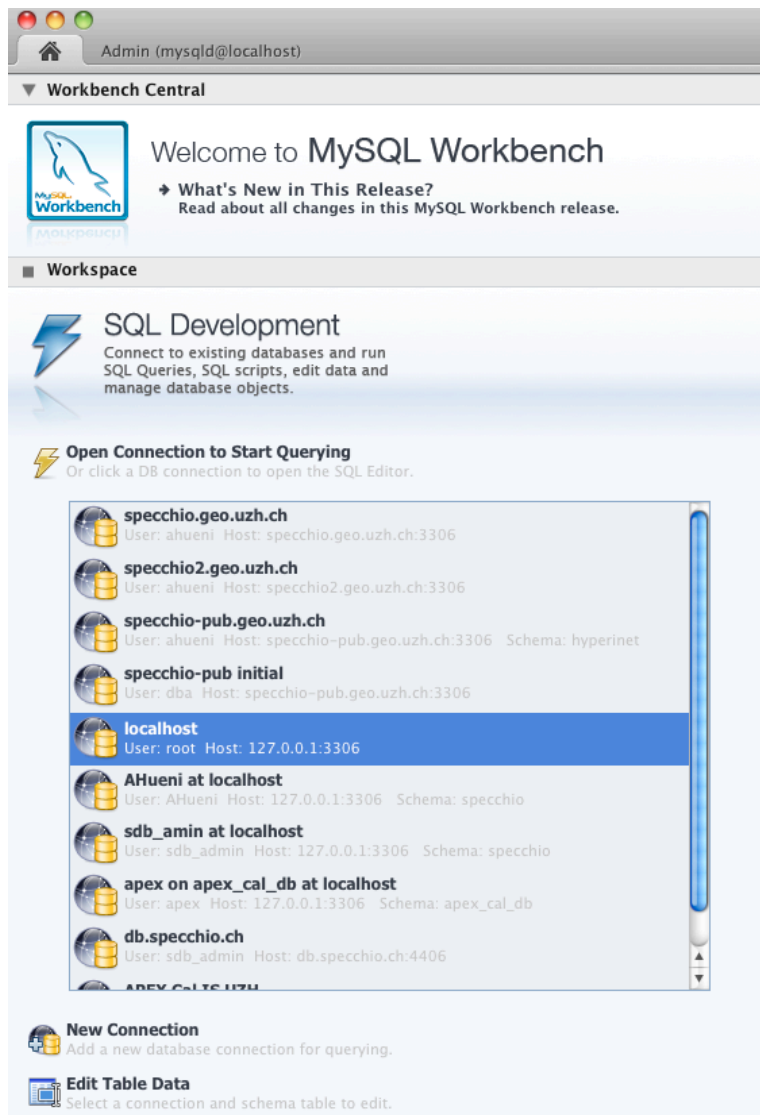 Admin (mysqld@localhost)
Workbench Central
MySQL
Workbench
Welcome to MySQL Workbench
What's New in This Release?
Read about all changes in this MySQL Workbench release.
Workspace
SQL Development
Connect to existing databases and run
SQL Queries, SQL scripts, edit data and
manage database objects.
Open Connection to Start Querying
Or click a DB connection to open the SQL Editor.
specchio.geo.uzh.ch
User: ahueni Host: specchio.geo.uzh.ch:3306
specchio2.geo.uzh.ch
User: ahueni Host: specchio2.geo.uzh.ch:3306
specchio-pub.geo.uzh.ch
User: ahueni Host: specchio-pub.geo.uzh.ch:3306 Schema: hyperinet
specchio-pub initial
User: dba Host: specchio-pub.geo.uzh.ch:3306
localhost
User: root Host: 127.0.0.1:3306
AHueni at localhost
User: AHueni Host: 127.0.0.1:3306 Schema: specchio
sdb_amin at localhost
User: sdb_admin Host: 127.0.0.1:3306 Schema: specchio
apex on apex_cal_db at localhost
User: apex Host: 127.0.0.1:3306 Schema: apex_cal_db
db.specchio.ch
User: sdb_admin Host: db.specchio.ch:4406
APEX Cal IS UZH
New Connection
Add a new database connection for querying.
Edit Table Data
Select a connection and schema table to edit.